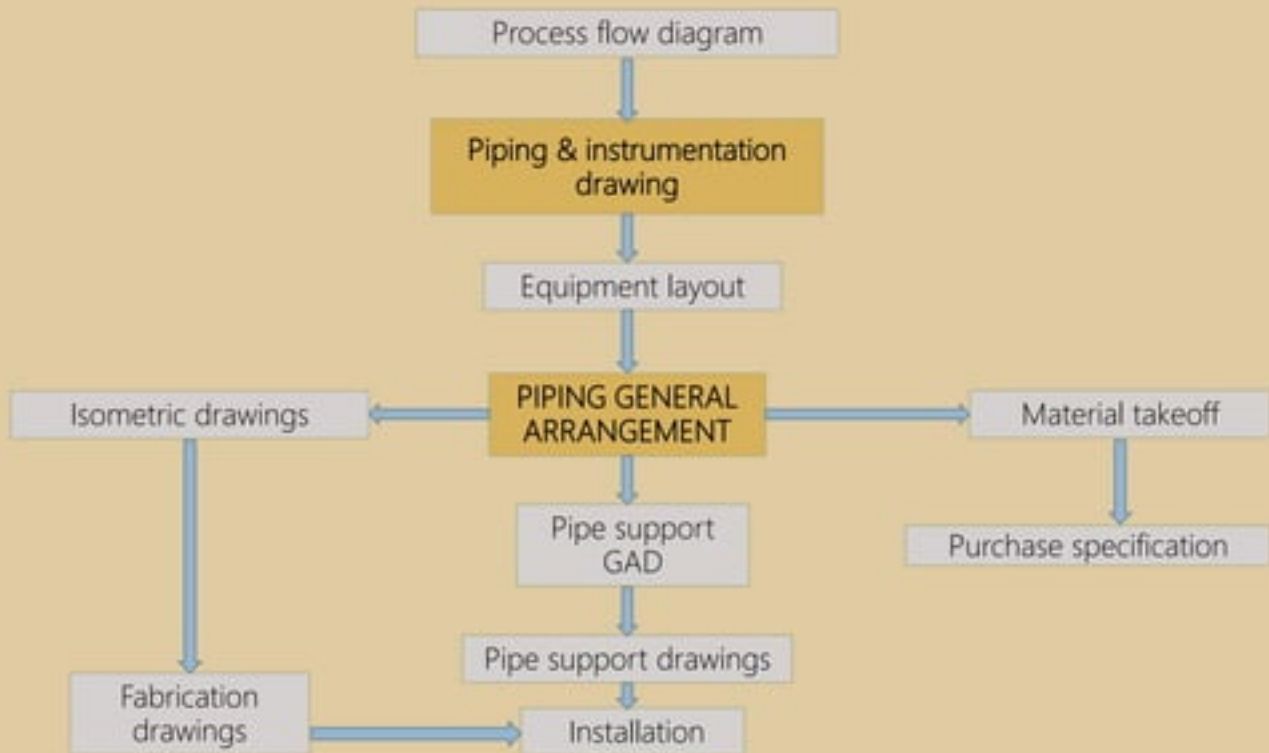 Process flow diagram
Piping & instrumentation
drawing
Equipment layout
Isometric drawings
PIPING GENERAL
ARRANGEMENT
Material takeoff
Pipe support
GAD
Purchase specification
Pipe support drawings
Fabrication
drawings
Installation